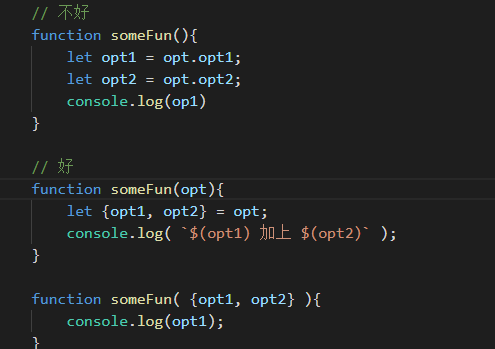 // 不好
function someFun(){
let opt1 = opt.opt1;
let opt2 = opt.opt2;
console.log(op1)
}
// 好
function someFun(opt){
let {opt1, opt2} = opt;
console.log( `$(opt1) 加上 $(opt2)` );
}
function someFun( {opt1, opt2} ){
console.log(opt1);
}